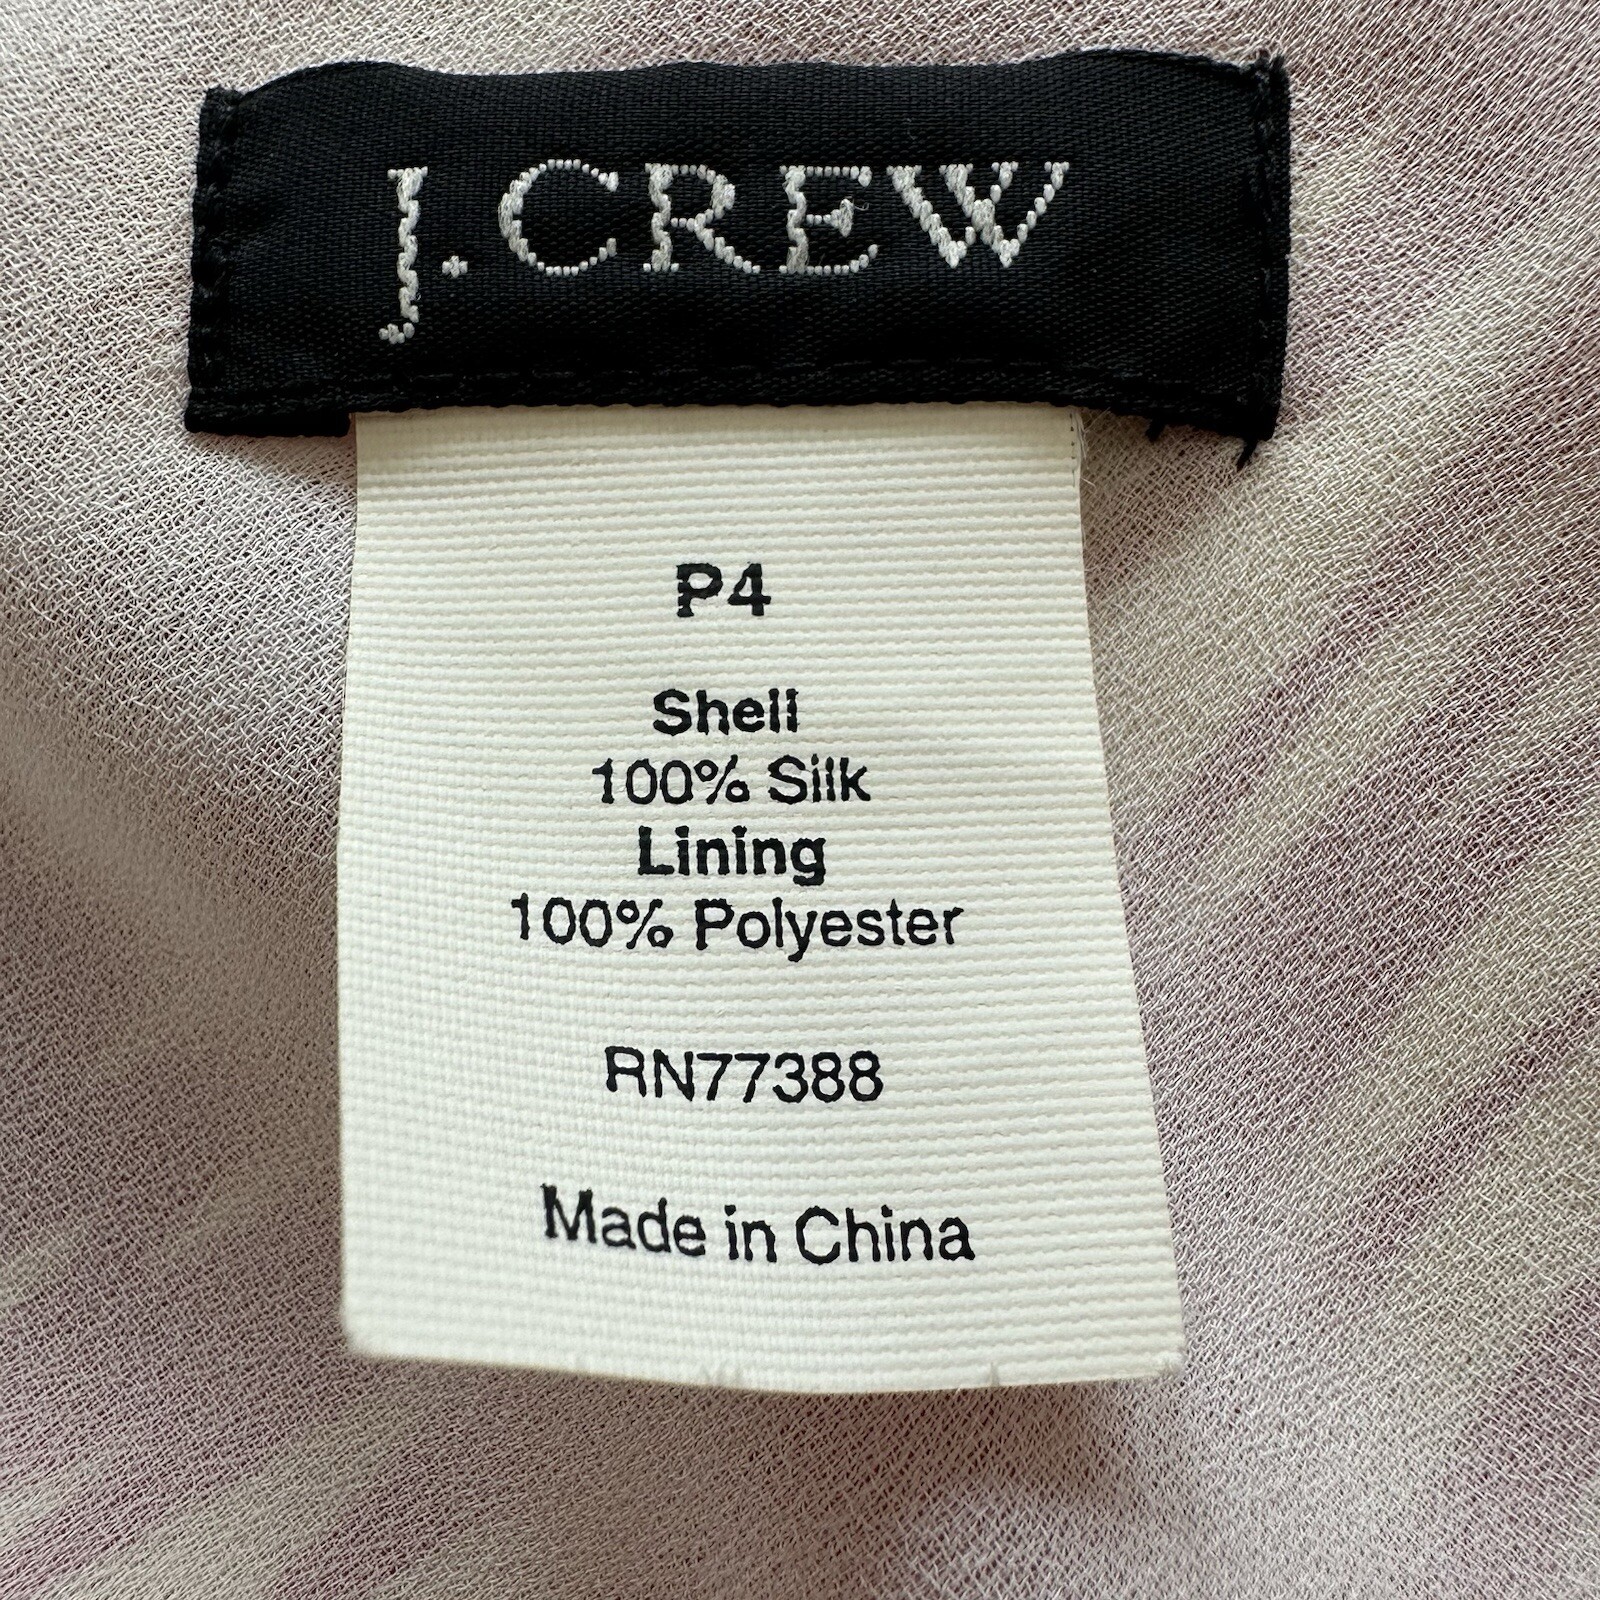 J.CREW
P4
Shell
100% Silk
Lining
100% Polyester
RN77388
Made in China